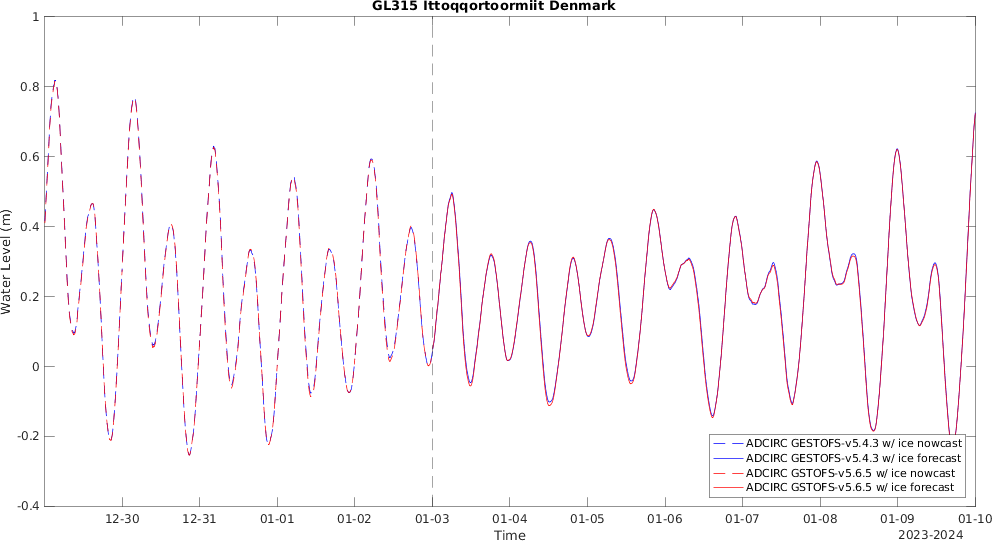 GL315 Ittoqqortoormiit Denmark
1
0.8
0.6
0.4
0.2
0
-0.2
-0.4
Water Level (m)
12-30 12-31 01-01 01-02 01-03 01-04 01-05 01-06 01-07 01-08 01-09 01-10
Time
2023-2024
ADCIRC GESTOFS-v5.4.3 w/ ice nowcast
ADCIRC GESTOFS-v5.4.3 w/ ice forecast
ADCIRC GSTOFS-v5.6.5 w/ ice nowcast
ADCIRC GSTOFS-v5.6.5 w/ ice forecast